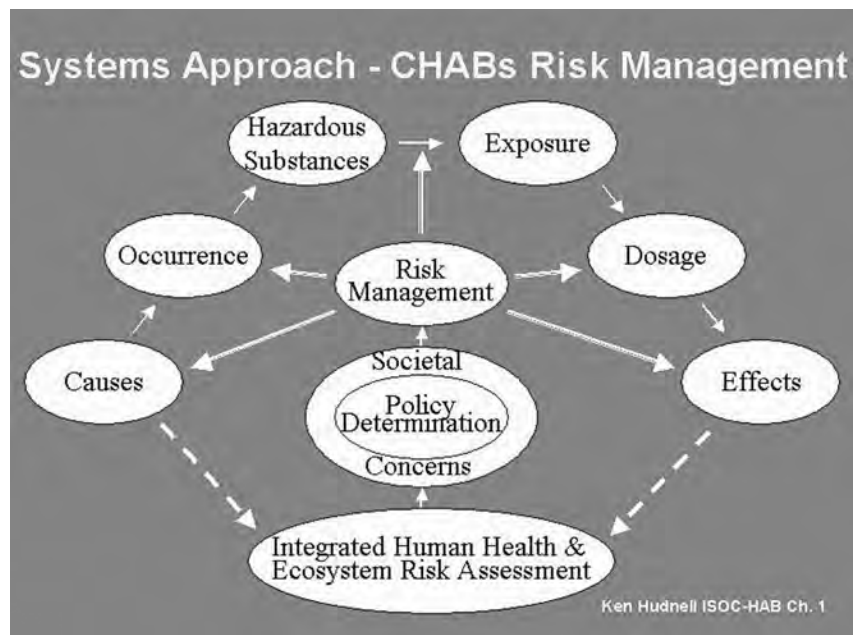 Systems Approach - CHABs Risk Management
Hazardous
Substances
Exposure
Occurrence
Risk
Management
Dosage
Causes
Societal
Policy
Determination
Concerns
Effects
Integrated Human Health &
Ecosystem Risk Assessment
Ken Hudnell ISOC-HAB Ch. 1